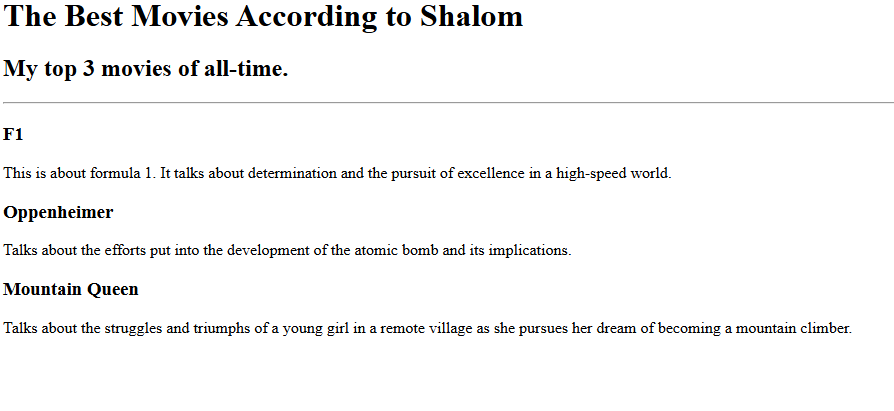 The Best Movies According to Shalom
My top 3 movies of all-time.
F1
This is about formula 1. It talks about determination and the pursuit of excellence in a high-speed world.
Oppenheimer
Talks about the efforts put into the development of the atomic bomb and its implications.
Mountain Queen
Talks about the struggles and triumphs of a young girl in a remote village as she pursues her dream of becoming a mountain climber.